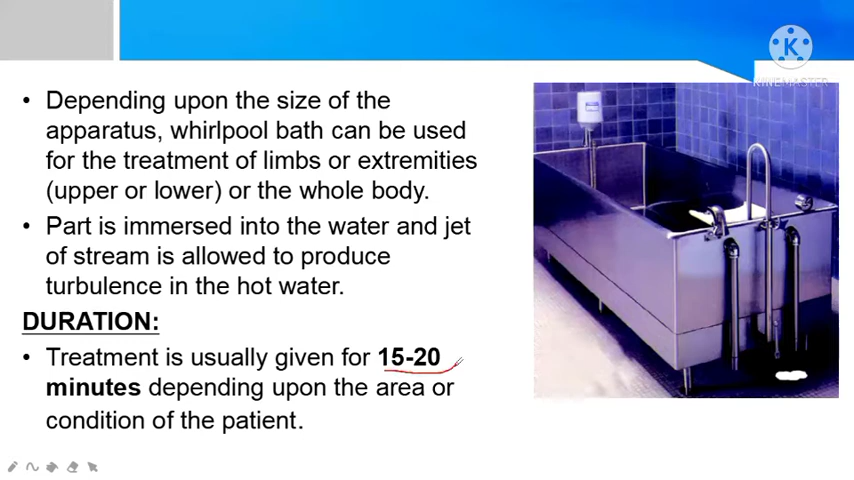 K
KINEMASTER
• Depending upon the size of the
apparatus, whirlpool bath can be used
for the treatment of limbs or extremities
(upper or lower) or the whole body.
• Part is immersed into the water and jet
of stream is allowed to produce
turbulence in the hot water.
DURATION:
• Treatment is usually given for 15-20
minutes depending upon the area or
condition of the patient.